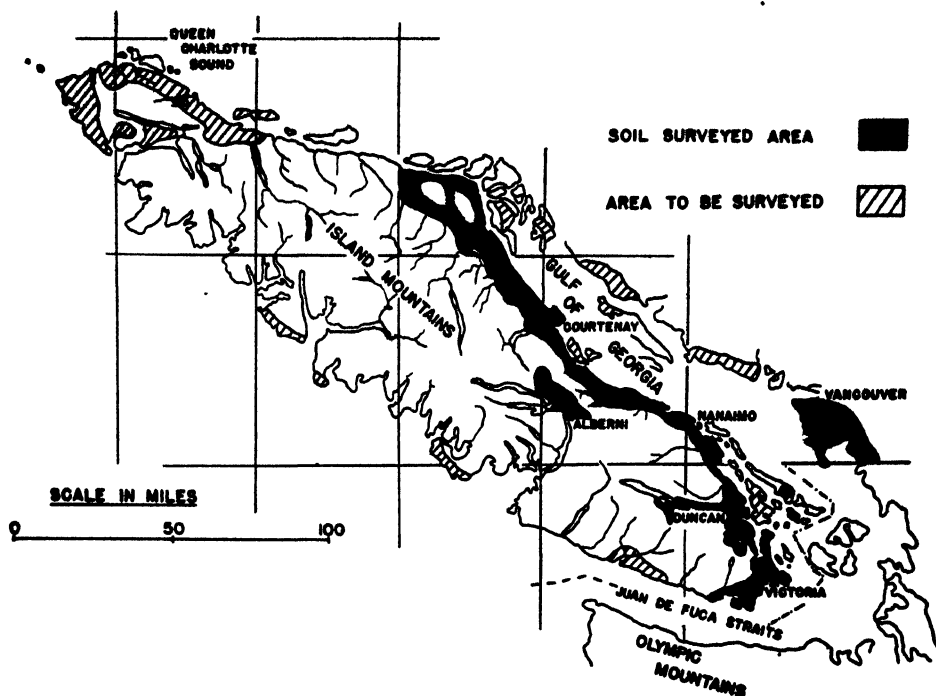 QUEEN
CHARLOTTE
SOUND
SOIL SURVEYED AREA
AREA TO BE SURVEYED
ISLAND MOUNTAINS
GULF
OF
GEORGIA
COURTENAY
VANCOUVER
ALBERNI
NANAIMO
SCALE IN MILES
0 50 100
DUNCAN
VICTORIA
JUAN DE FUCA STRAITS
OLYMPIC
MOUNTAINS